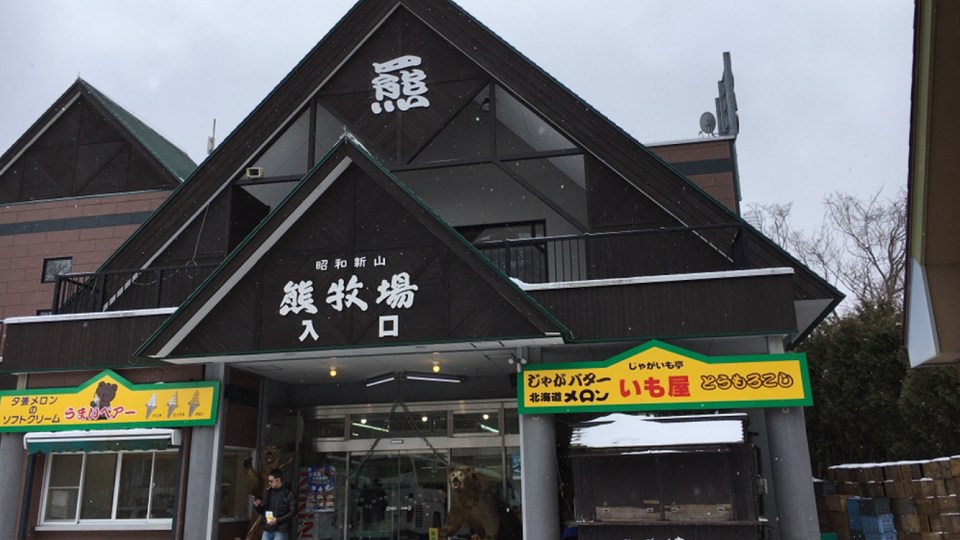 熊
昭和新山
熊牧場
入口
夕張メロン
の
ソフトクリーム
うまいベアー
じゃがいも亭
じゃがバター
北海道メロン
いも屋
とうもろこし